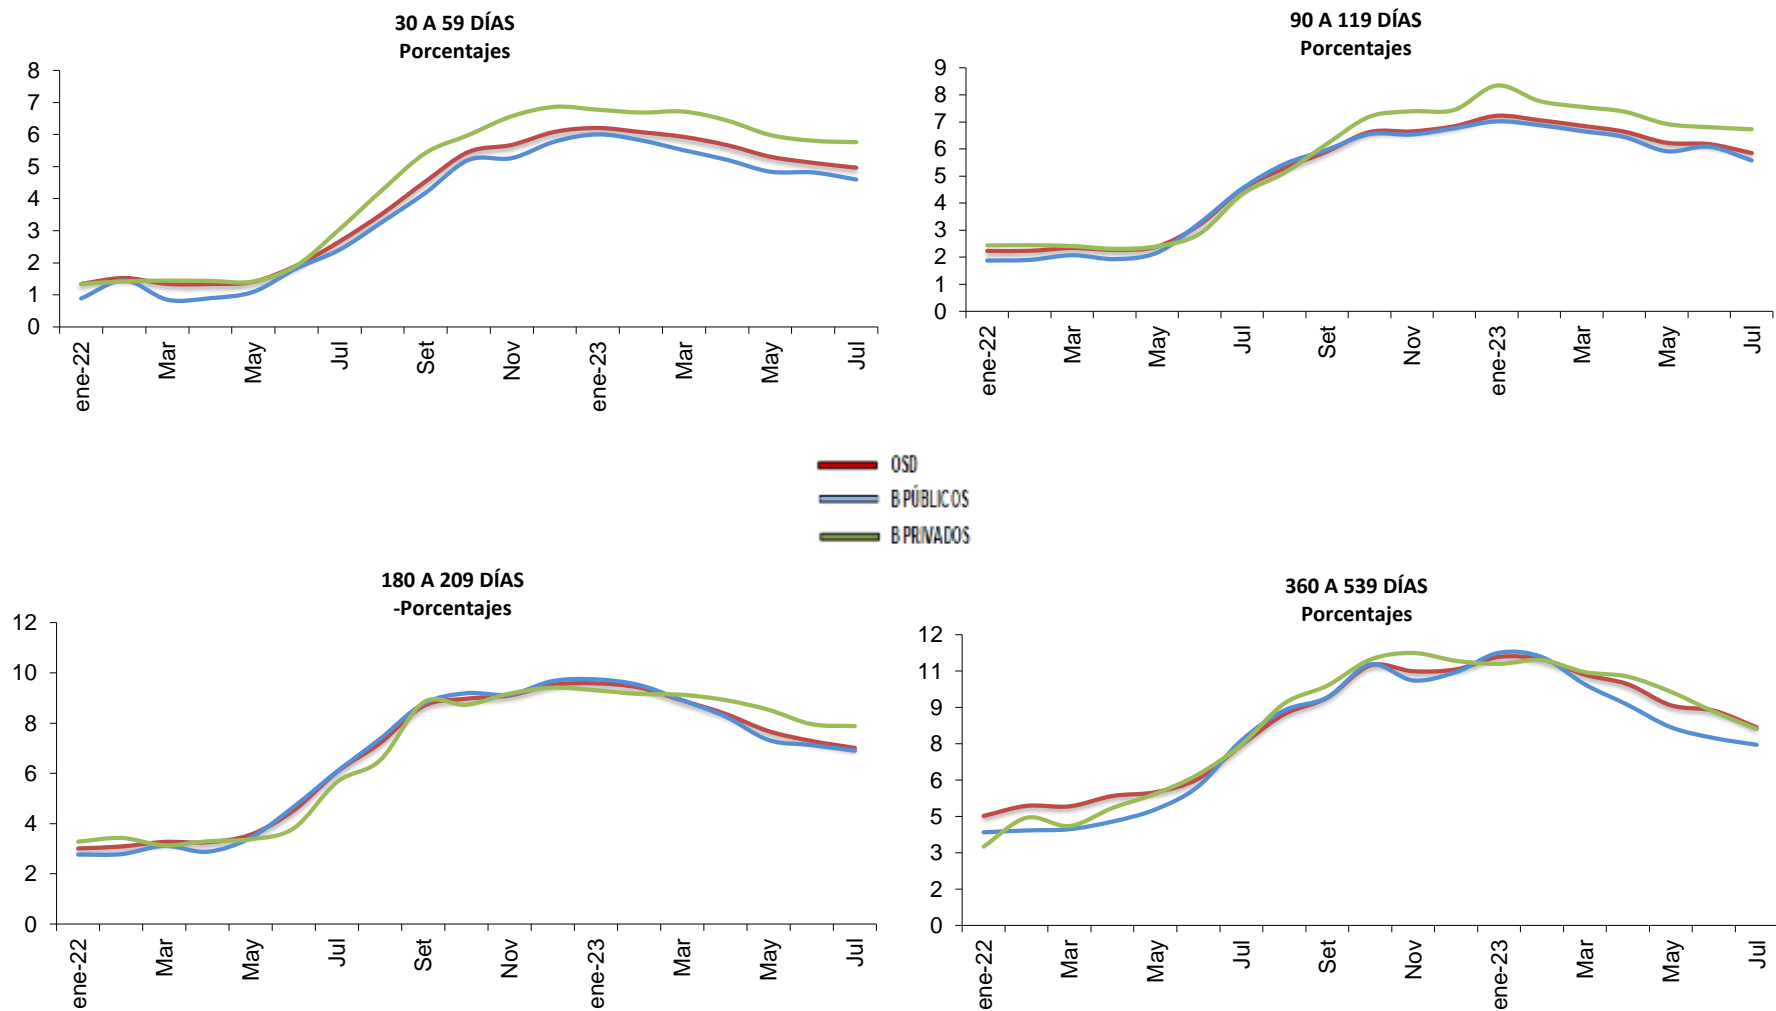 30 A 59 DÍAS
Porcentajes
8
7
6
5
4
3
2
1
0
ene-22
Mar
May
Jul
Set
Nov
ene-23
Mar
May
Jul
90 A 119 DÍAS
Porcentajes
9
8
7
6
5
4
3
2
1
0
ene-22
Mar
May
Jul
Set
Nov
ene-23
Mar
May
Jul
OSD
B PÚBLICOS
B PRIVADOS
180 A 209 DÍAS
-Porcentajes
12
10
8
6
4
2
0
ene-22
Mar
May
Jul
Set
Nov
ene-23
Mar
May
Jul
360 A 539 DÍAS
Porcentajes
12
11
9
8
6
5
3
2
0
ene-22
Mar
May
Jul
Set
Nov
ene-23
Mar
May
Jul